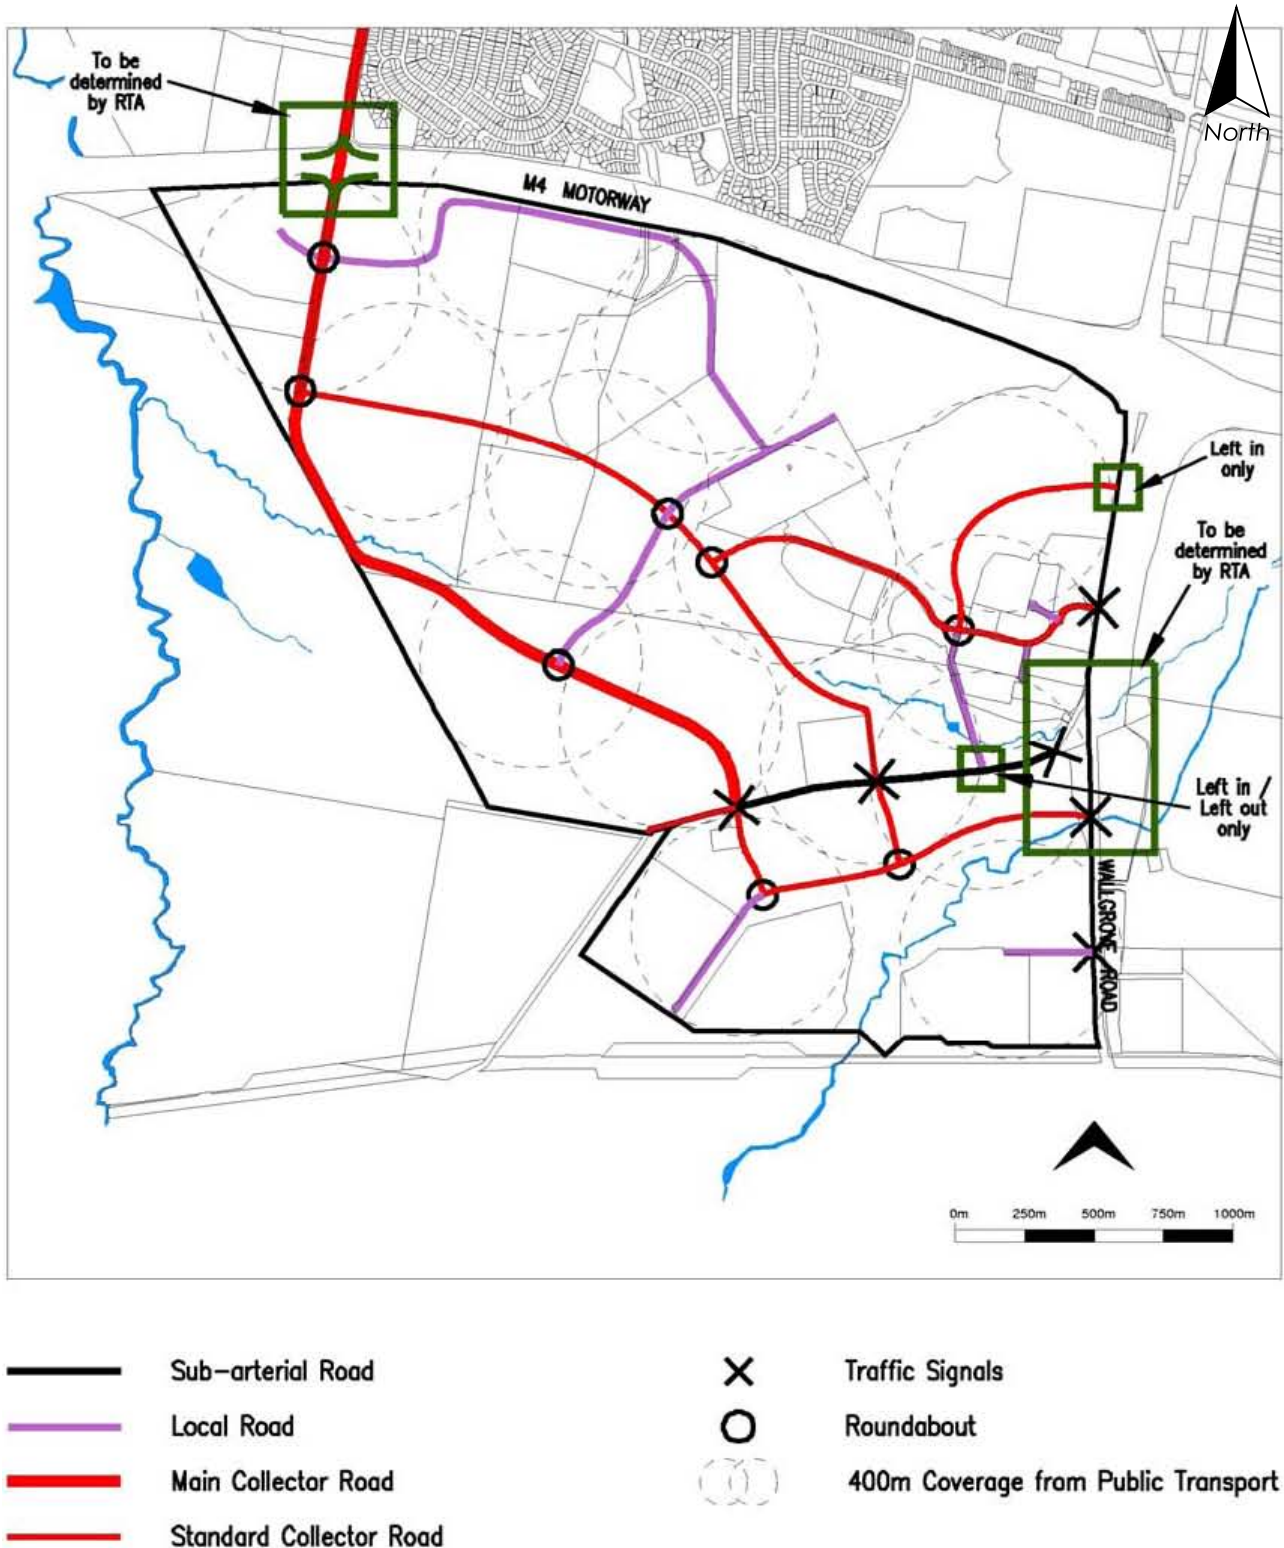 North
To be
determined
by RTA
M4 MOTORWAY
Left in
only
To be
determined
by RTA
Left in /
Left out
only
WALLGROVE ROAD
0m 250m 500m 750m 1000m
Sub-arterial Road
Local Road
Main Collector Road
Standard Collector Road
Traffic Signals
Roundabout
400m Coverage from Public Transport